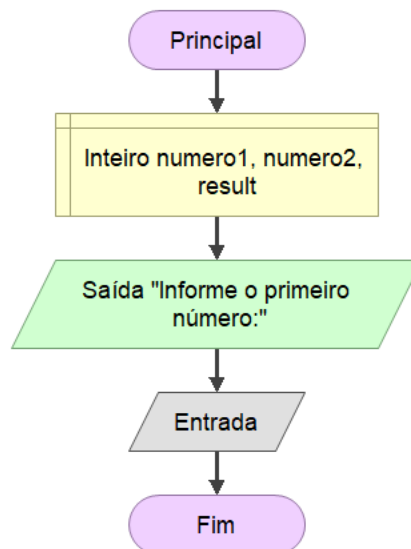 Principal
Inteiro numero1, numero2,
result
Saída "Informe o primeiro
número:"
Entrada
Fim